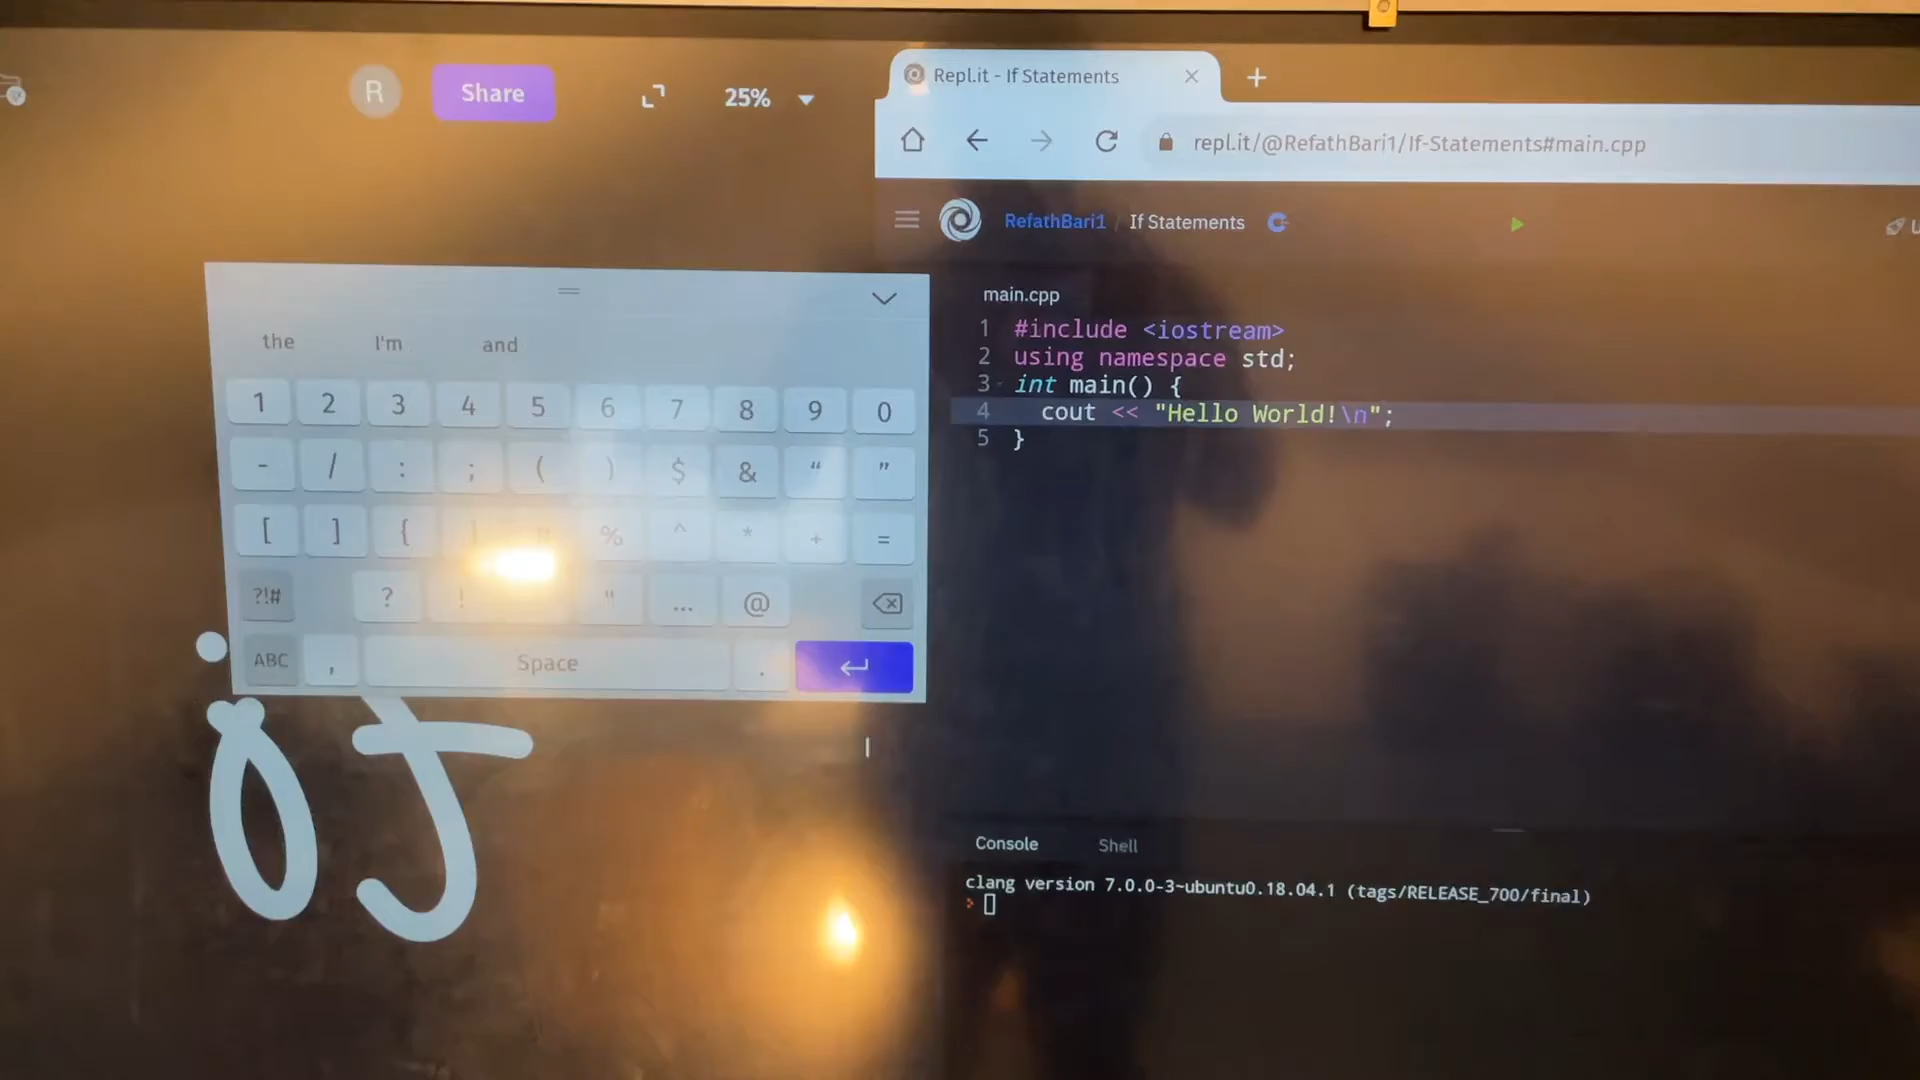 R Share 25%
Repl.it - If Statements
repl.it/@RefathBari1/If-Statements#main.cpp
RefathBari1 / If Statements
main.cpp
1 #include <iostream>
2 using namespace std;
3 int main() {
4 cout << "Hello World!\n";
5 }
the I'm and
1 2 3 4 5 6 7 8 9 0
- / : ; ( ) $ & “ ”
[ ] { % ^ * + =
?!# ? ! " ... @
ABC , Space .
Console Shell
clang version 7.0.0-3~ubuntu0.18.04.1 (tags/RELEASE_700/final)
>